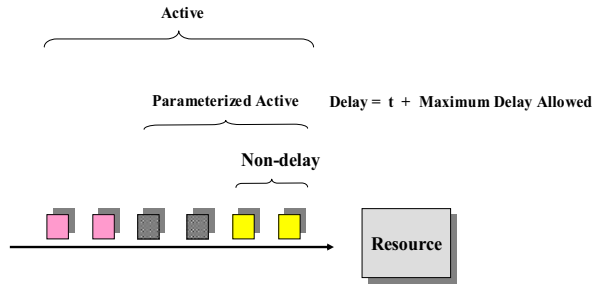 Active
Parameterized Active Delay = t + Maximum Delay Allowed
Non-delay
Resource